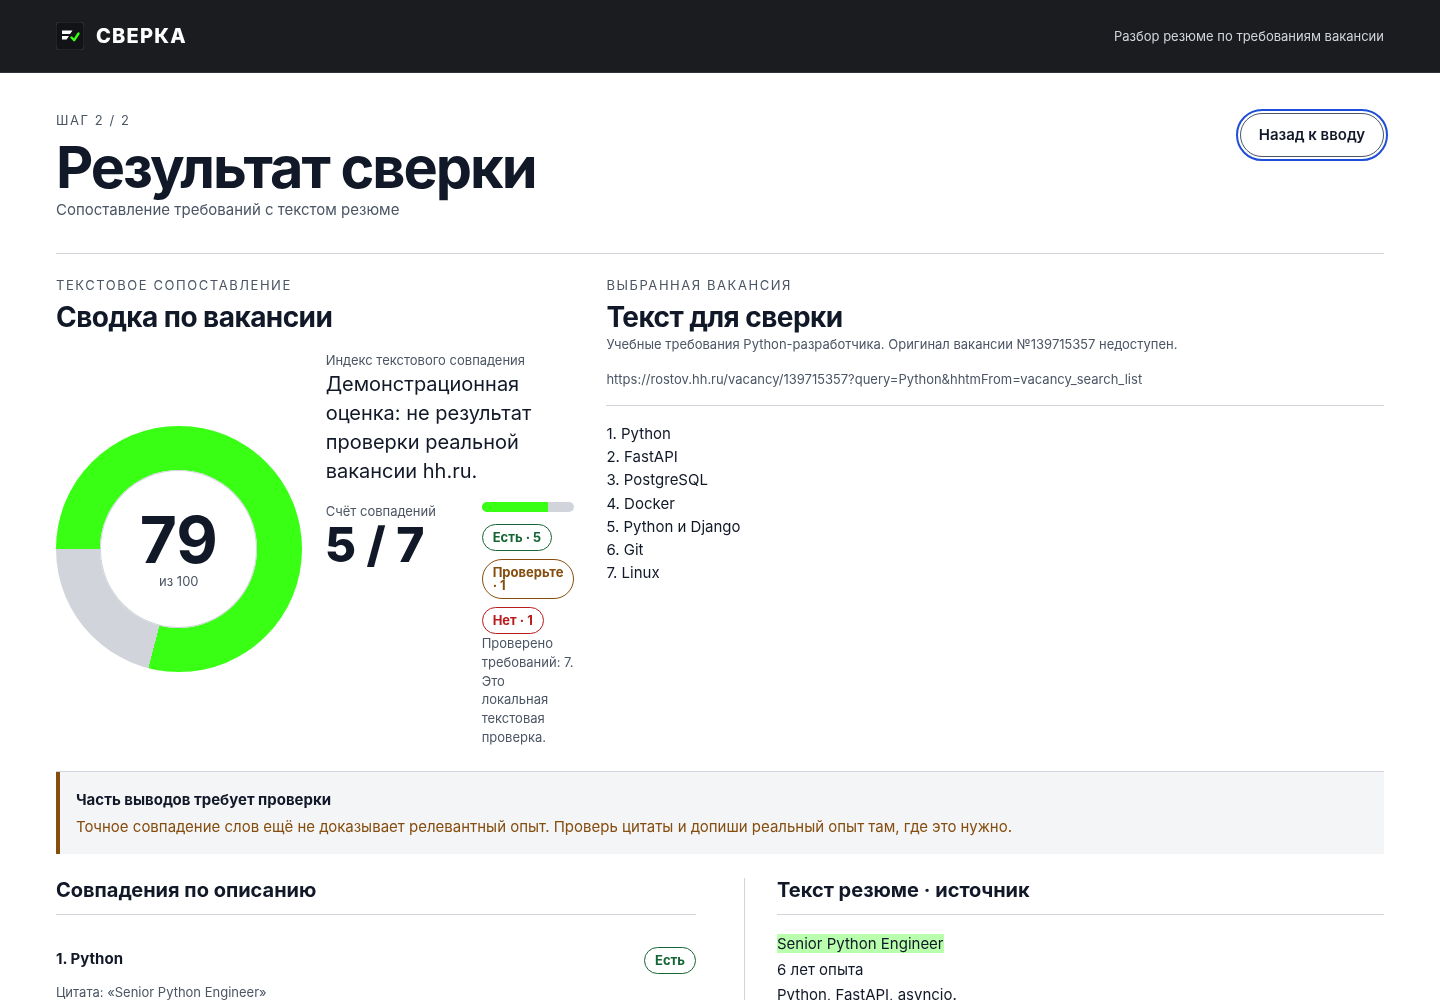 СВЕРКА
Разбор резюме по требованиям вакансии
ШАГ 2 / 2
Результат сверки
Сопоставление требований с текстом резюме
Назад к вводу
ТЕКСТОВОЕ СОПОСТАВЛЕНИЕ
Сводка по вакансии
79
из 100
Индекс текстового совпадения
Демонстрационная
оценка: не результат
проверки реальной
вакансии hh.ru.
Счёт совпадений
5 / 7
Есть · 5
Проверьте
· 1
Нет · 1
Проверено
требований: 7.
Это
локальная
текстовая
проверка.
ВЫБРАННАЯ ВАКАНСИЯ
Текст для сверки
Учебные требования Python-разработчика. Оригинал вакансии №139715357 недоступен.
https://rostov.hh.ru/vacancy/139715357?query=Python&hhtmFrom=vacancy_search_list
1. Python
2. FastAPI
3. PostgreSQL
4. Docker
5. Python и Django
6. Git
7. Linux
Часть выводов требует проверки
Точное совпадение слов ещё не доказывает релевантный опыт. Проверь цитаты и допиши реальный опыт там, где это нужно.
Совпадения по описанию
1. Python
Есть
Цитата: «Senior Python Engineer»
Текст резюме · источник
Senior Python Engineer
6 лет опыта
Python, FastAPI, asyncio,